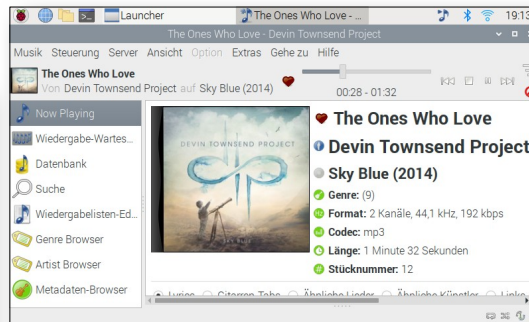 Launcher
The Ones Who Love - ...
19:13
The Ones Who Love - Devin Townsend Project
Musik Steuerung Server Ansicht Option Extras Gehe zu Hilfe
The Ones Who Love
Von Devin Townsend Project auf Sky Blue (2014)
00:28 - 01:32
Now Playing
Wiedergabe-Wartes...
Datenbank
Suche
Wiedergabelisten-Ed...
Genre Browser
Artist Browser
Metadaten-Browser
DEVIN TOWNSEND PROJECT
SKY BLUE
The Ones Who Love
Devin Townsend Project
Sky Blue (2014)
Genre: (9)
Format: 2 Kanäle, 44,1 kHz, 192 kbps
Codec: mp3
Länge: 1 Minute 32 Sekunden
Stücknummer: 12
Lyrics Gitarren-Tabs Ähnliche Lieder Ähnliche Künstler Links